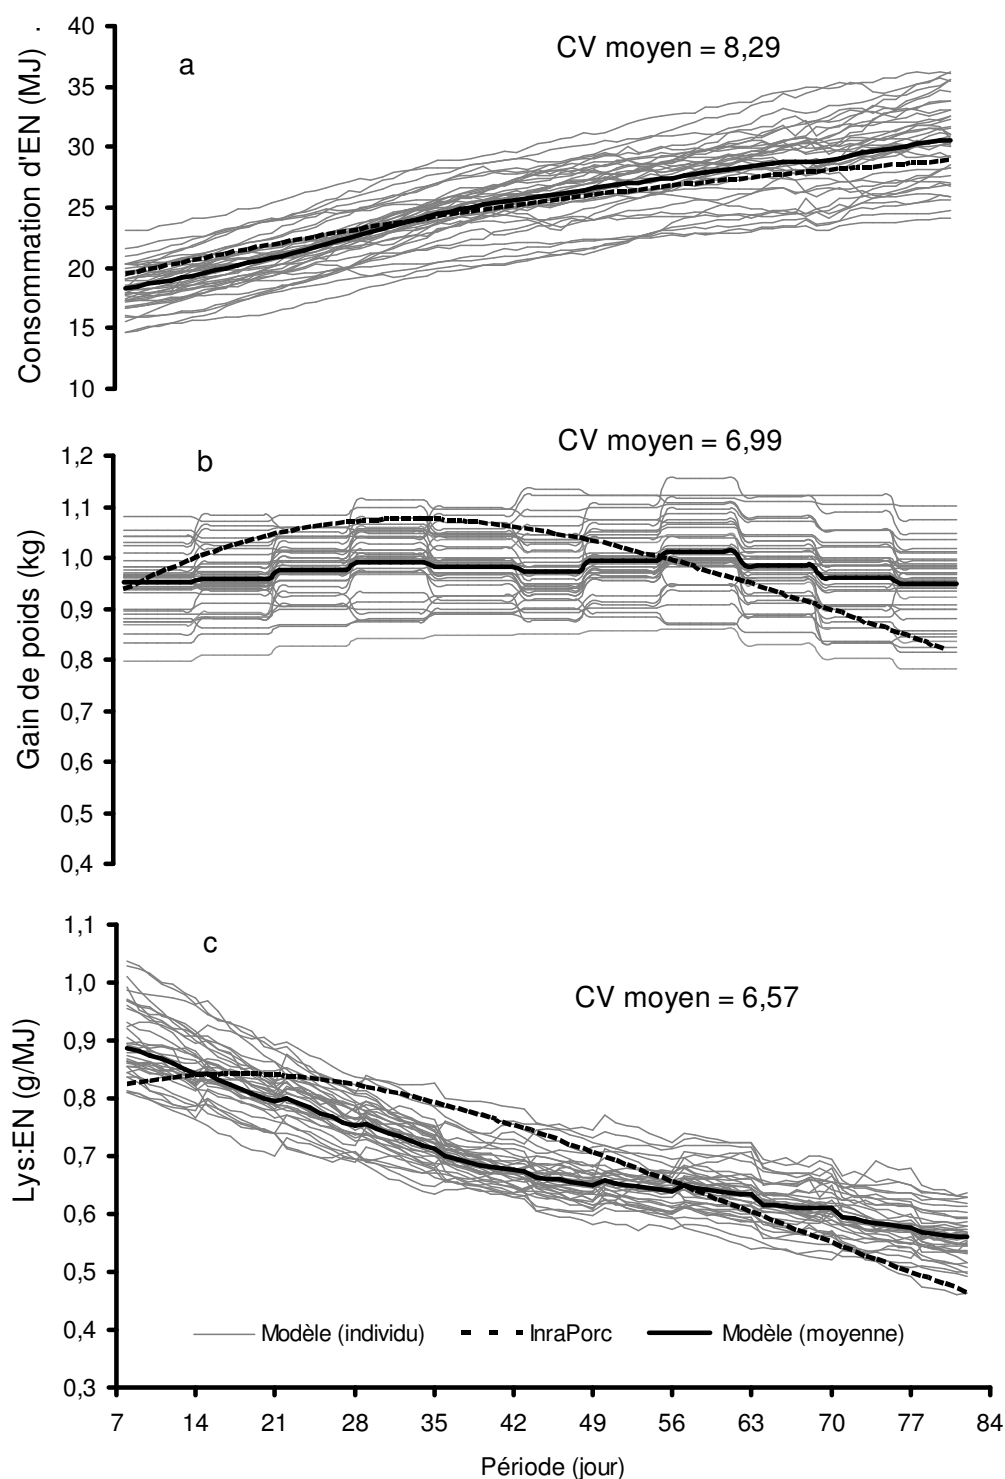 Consommation d'EN (MJ) .
40
35
30
25
20
15
10
a
CV moyen = 8,29
Gain de poids (kg)
1,2
1,1
1,0
0,9
0,8
0,7
0,6
0,5
0,4
b
CV moyen = 6,99
Lys:EN (g/MJ)
1,1
1,0
0,9
0,8
0,7
0,6
0,5
0,4
0,3
c
CV moyen = 6,57
Modèle (individu) InraPorc Modèle (moyenne)
7 14 21 28 35 42 49 56 63 70 77 84
Période (jour)